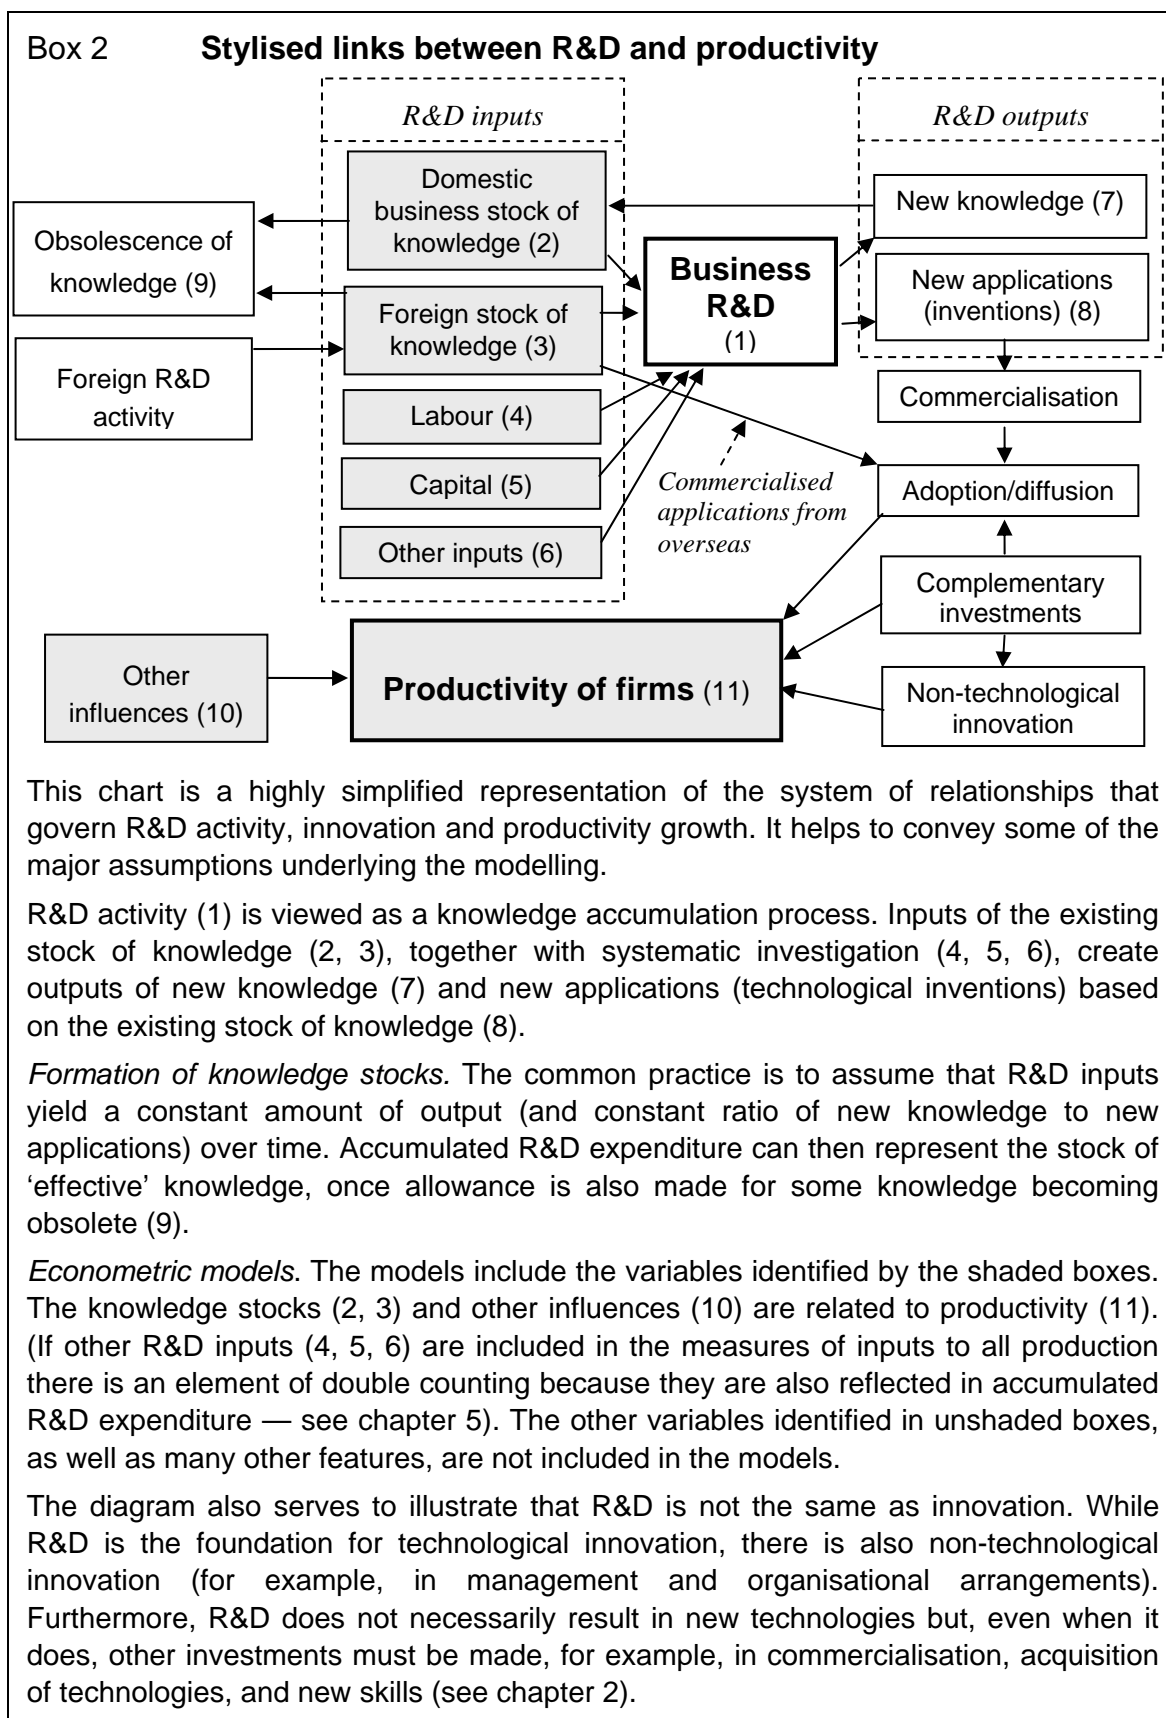 Box 2 Stylised links between R&D and productivity
R&D inputs
R&D outputs
Domestic
business stock of
knowledge (2)
New knowledge (7)
Obsolescence of
knowledge (9)
Business
R&D
(1)
New applications
(inventions) (8)
Foreign stock of
knowledge (3)
Foreign R&D
activity
Labour (4)
Commercialisation
Capital (5)
Commercialised
applications from
overseas
Adoption/diffusion
Other inputs (6)
Complementary
investments
Other
influences (10)
Productivity of firms (11)
Non-technological
innovation
This chart is a highly simplified representation of the system of relationships that
govern R&D activity, innovation and productivity growth. It helps to convey some of the
major assumptions underlying the modelling.
R&D activity (1) is viewed as a knowledge accumulation process. Inputs of the existing
stock of knowledge (2, 3), together with systematic investigation (4, 5, 6), create
outputs of new knowledge (7) and new applications (technological inventions) based
on the existing stock of knowledge (8).
Formation of knowledge stocks. The common practice is to assume that R&D inputs
yield a constant amount of output (and constant ratio of new knowledge to new
applications) over time. Accumulated R&D expenditure can then represent the stock of
‘effective’ knowledge, once allowance is also made for some knowledge becoming
obsolete (9).
Econometric models. The models include the variables identified by the shaded boxes.
The knowledge stocks (2, 3) and other influences (10) are related to productivity (11).
(If other R&D inputs (4, 5, 6) are included in the measures of inputs to all production
there is an element of double counting because they are also reflected in accumulated
R&D expenditure — see chapter 5). The other variables identified in unshaded boxes,
as well as many other features, are not included in the models.
The diagram also serves to illustrate that R&D is not the same as innovation. While
R&D is the foundation for technological innovation, there is also non-technological
innovation (for example, in management and organisational arrangements).
Furthermore, R&D does not necessarily result in new technologies but, even when it
does, other investments must be made, for example, in commercialisation, acquisition
of technologies, and new skills (see chapter 2).